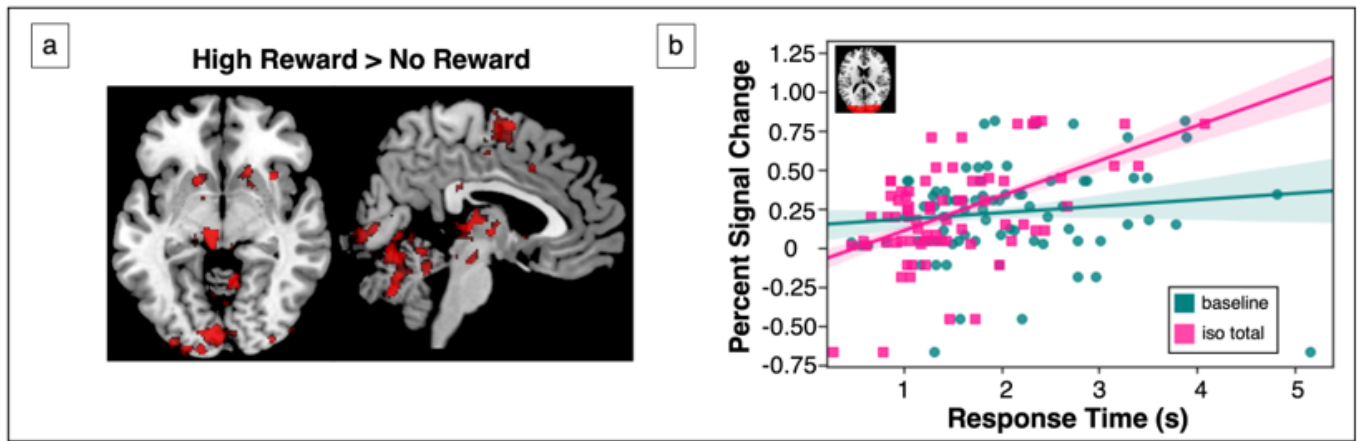 a
High Reward > No Reward
b
Percent Signal Change
1.25
1.00
0.75
0.50
0.25
0
-0.25
-0.50
-0.75
baseline
iso total
1 2 3 4 5
Response Time (s)